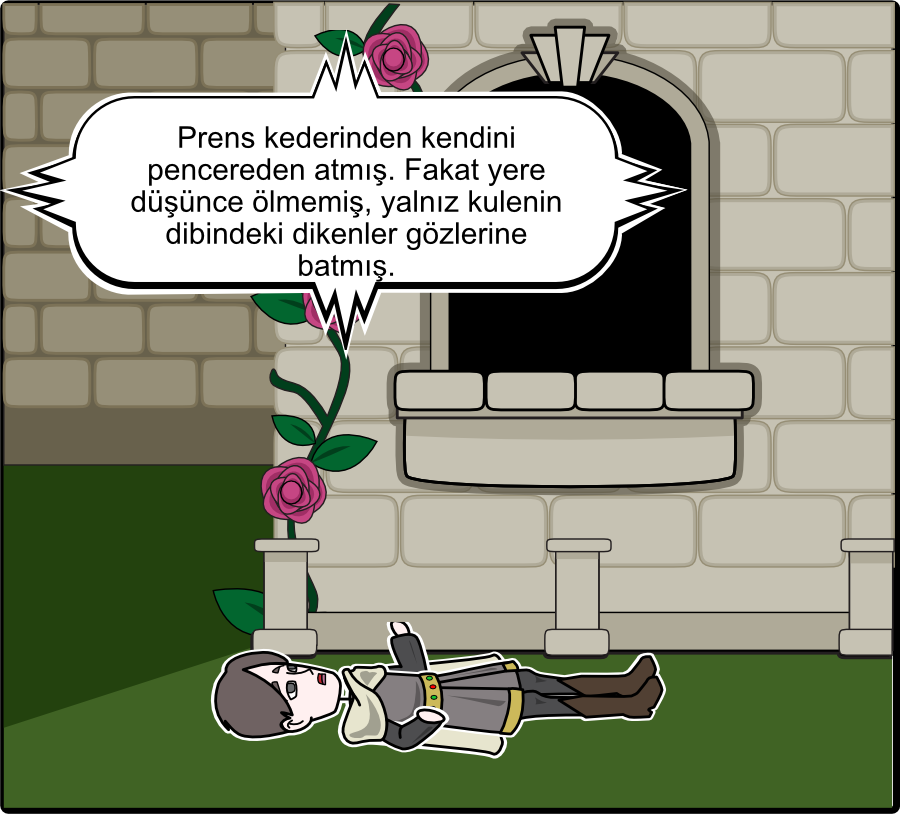 Prens kederinden kendini
pencereden atmış. Fakat yere
düşünce ölmemiş, yalnız kulenin
dibindeki dikenler gözlerine
batmış.